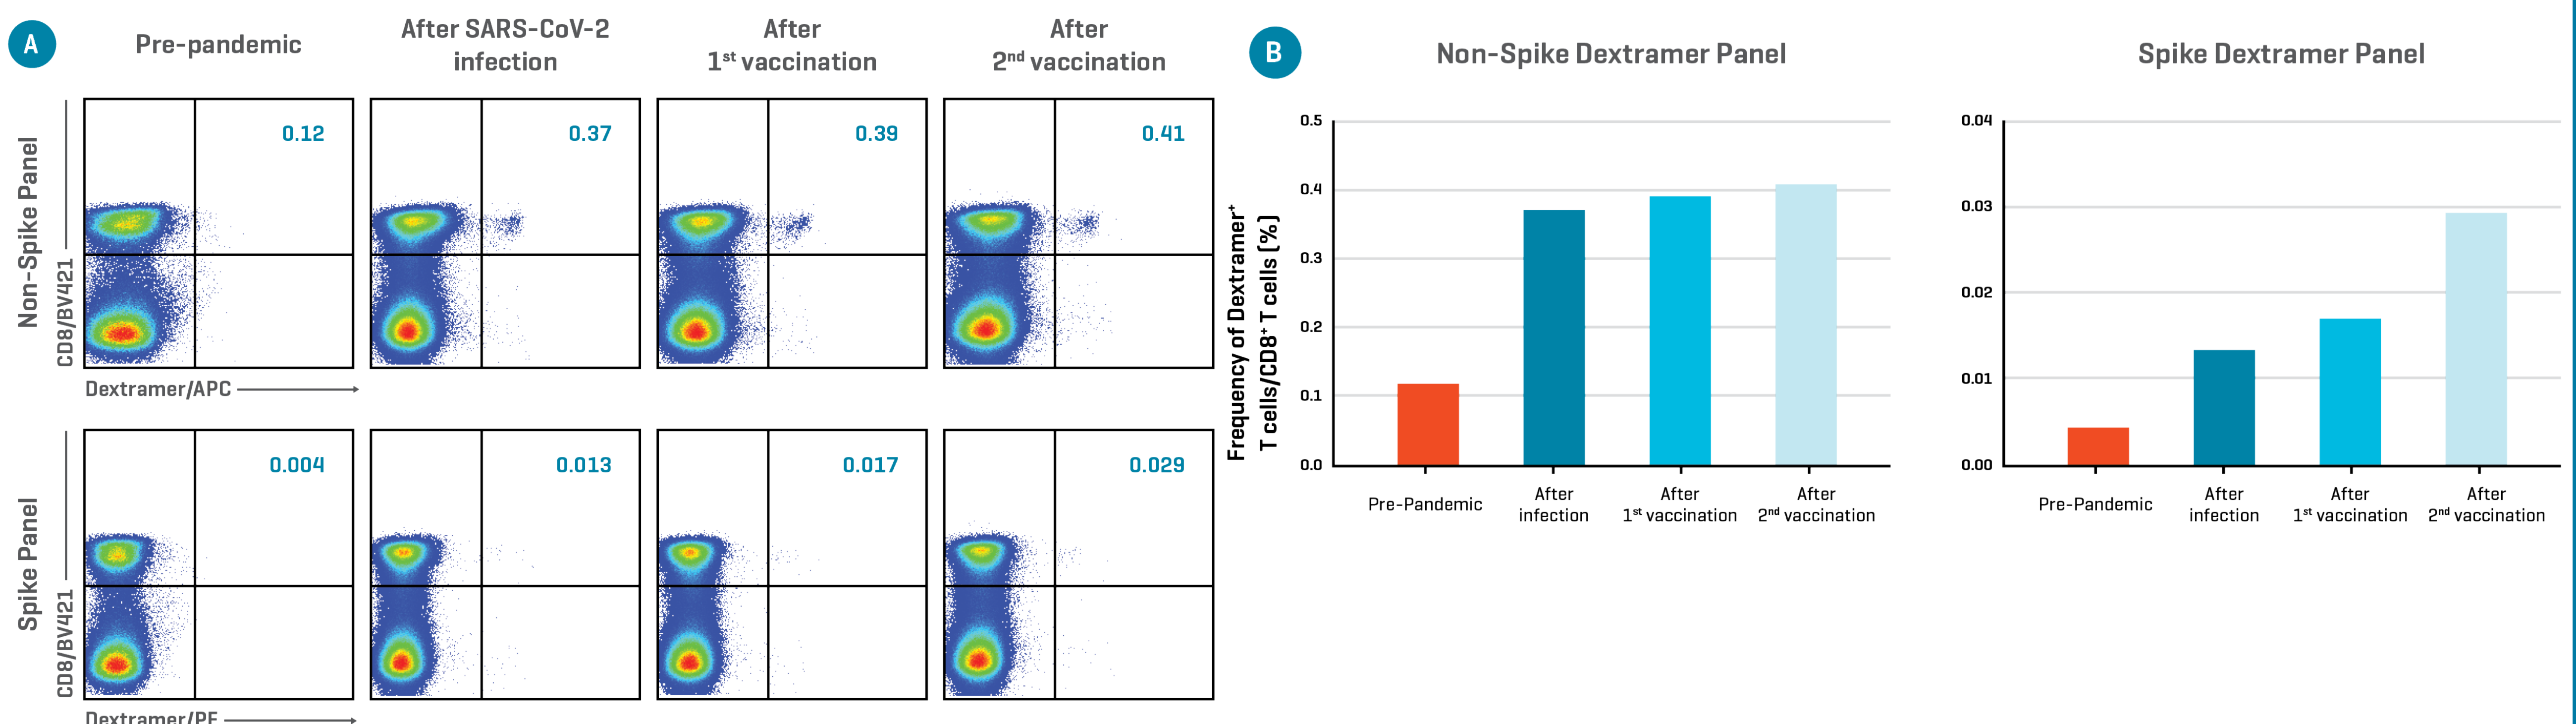 A
Pre-pandemic
After SARS-CoV-2
infection
After
1st vaccination
After
2nd vaccination
Non-Spike Panel
CD8/BV421
0.12
0.37
0.39
0.41
Dextramer/APC
Spike Panel
CD8/BV421
0.004
0.013
0.017
0.029
Dextramer/PE
B
Non-Spike Dextramer Panel
Frequency of Dextramer+
T cells/CD8+ T cells (%)
0.5
0.4
0.3
0.2
0.1
0.0
Pre-Pandemic
After
infection
After
1st vaccination
After
2nd vaccination
Spike Dextramer Panel
0.04
0.03
0.02
0.01
0.00
Pre-Pandemic
After
infection
After
1st vaccination
After
2nd vaccination